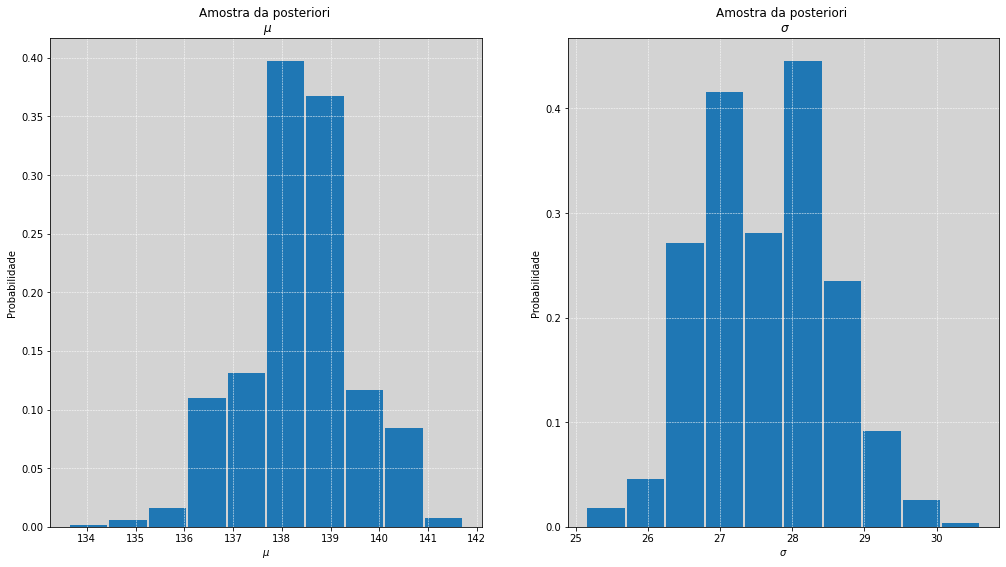 Amostra da posteriori
μ
0.40
0.35
0.30
0.25
0.20
0.15
0.10
0.05
0.00
Probabilidade
134 135 136 137 138 139 140 141 142
μ
Amostra da posteriori
σ
0.4
0.3
0.2
0.1
0.0
Probabilidade
25 26 27 28 29 30
σ